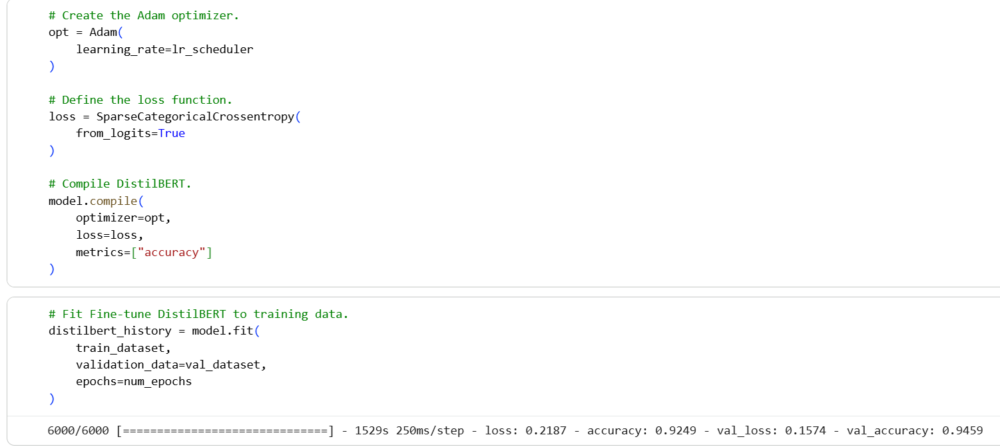 # Create the Adam optimizer.
opt = Adam(
    learning_rate=lr_scheduler
)
# Define the loss function.
loss = SparseCategoricalCrossentropy(
    from_logits=True
)
# Compile DistilBERT.
model.compile(
    optimizer=opt,
    loss=loss,
    metrics=["accuracy"]
)
# Fit Fine-tune DistilBERT to training data.
distilbert_history = model.fit(
    train_dataset,
    validation_data=val_dataset,
    epochs=num_epochs
)
6000/6000 [==============================] - 1529s 250ms/step - loss: 0.2187 - accuracy: 0.9249 - val_loss: 0.1574 - val_accuracy: 0.9459